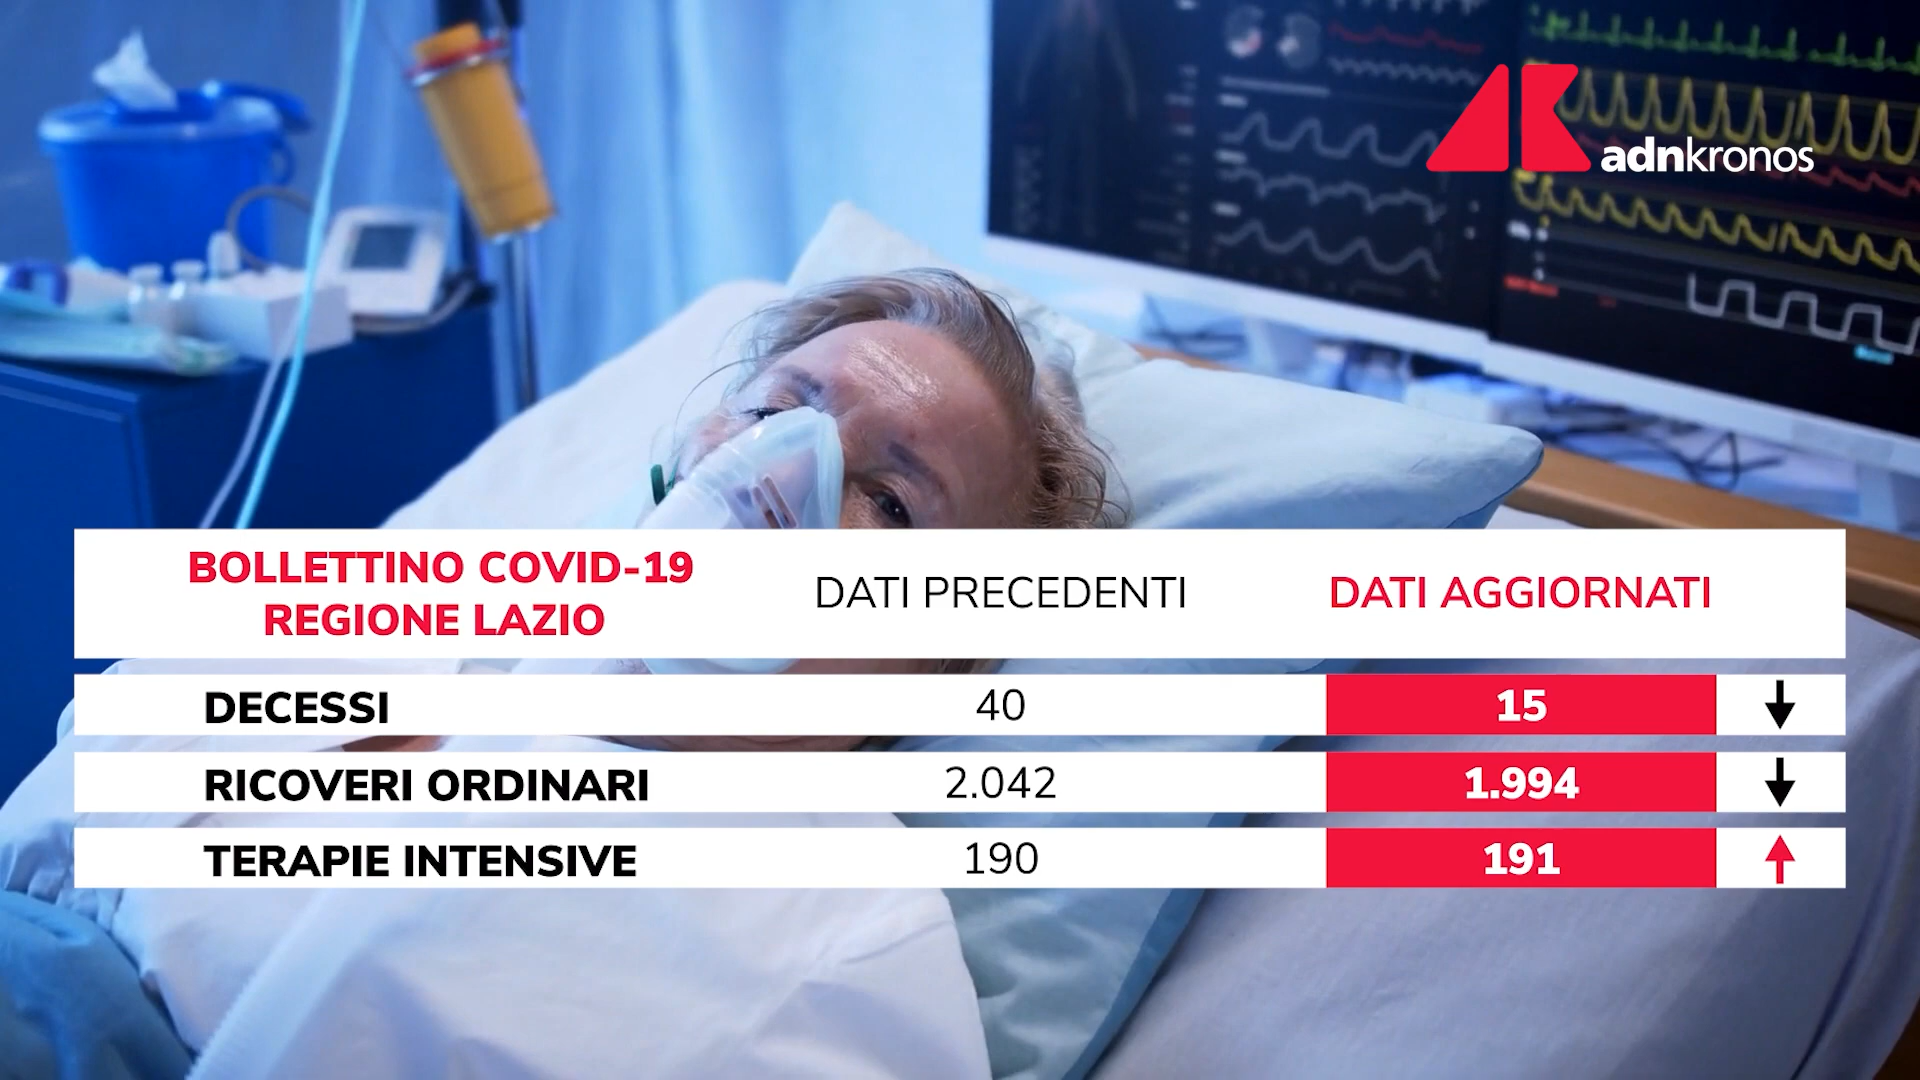 adnkronos
BOLLETTINO COVID-19
REGIONE LAZIO
DATI PRECEDENTI
DATI AGGIORNATI
DECESSI 40 15
RICOVERI ORDINARI 2.042 1.994
TERAPIE INTENSIVE 190 191